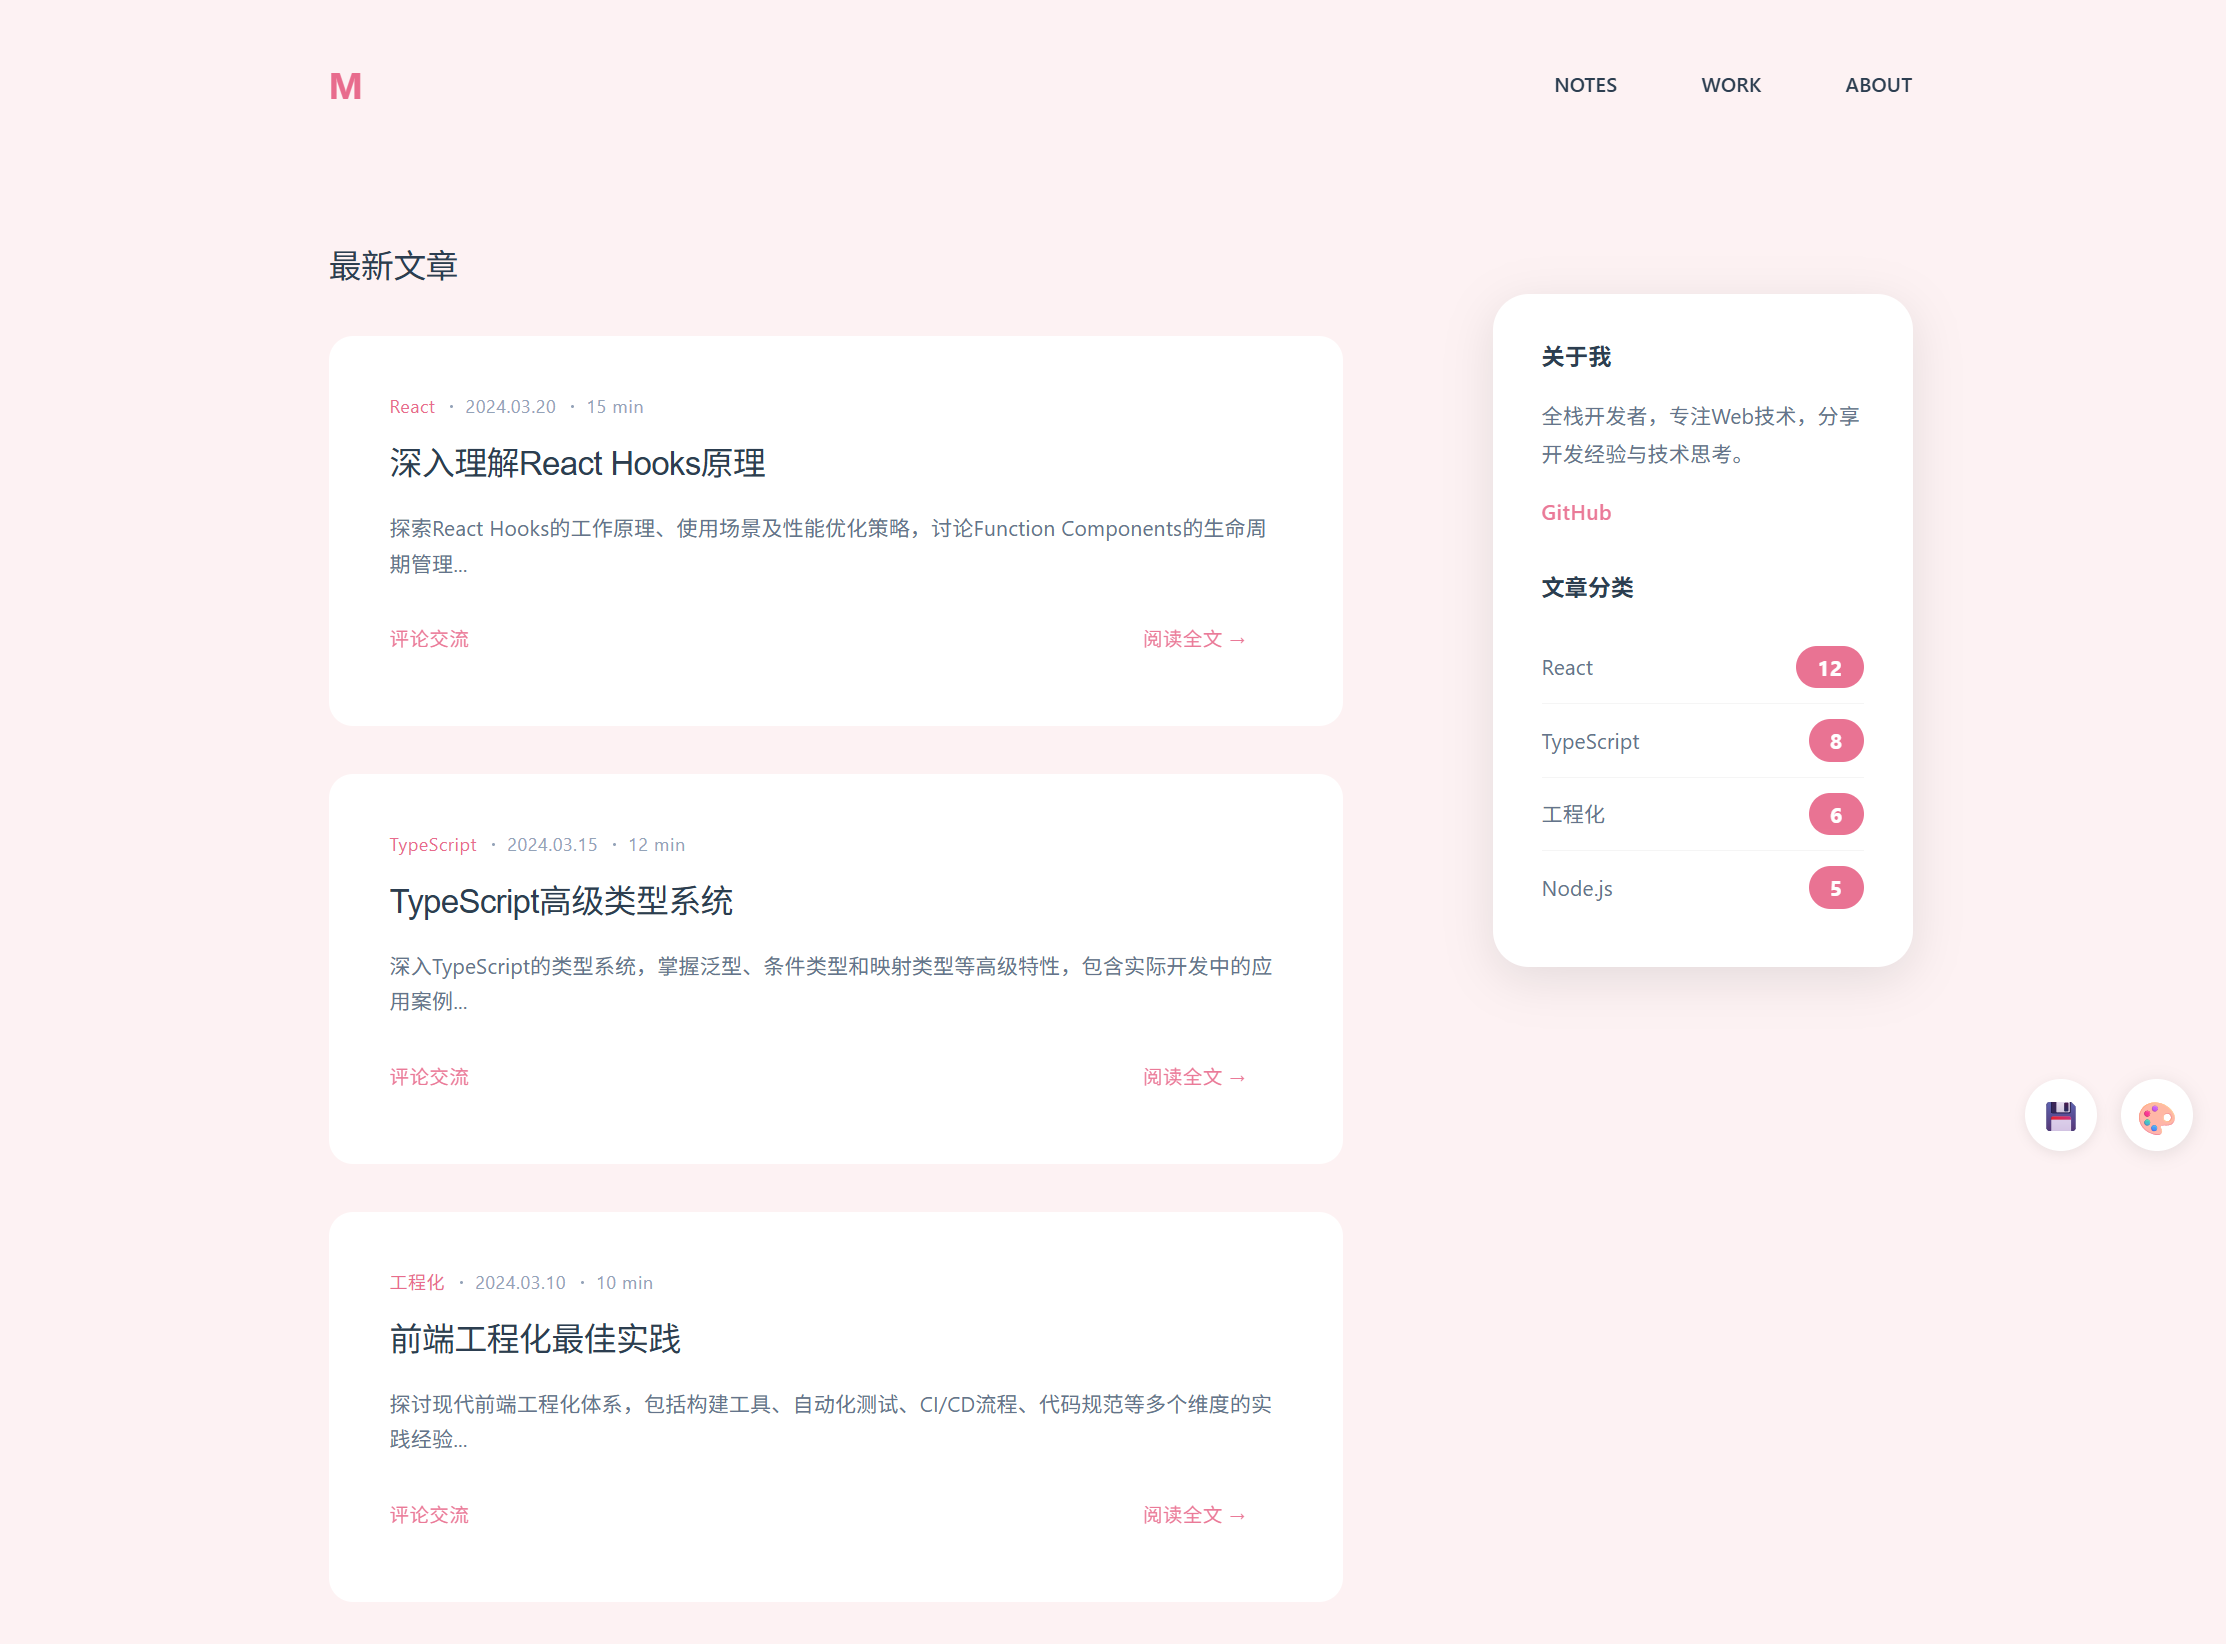 M
NOTES
WORK
ABOUT
最新文章
React · 2024.03.20 · 15 min
深入理解React Hooks原理
探索React Hooks的工作原理、使用场景及性能优化策略，讨论Function Components的生命周
期管理...
评论交流
阅读全文 →
TypeScript · 2024.03.15 · 12 min
TypeScript高级类型系统
深入TypeScript的类型系统，掌握泛型、条件类型和映射类型等高级特性，包含实际开发中的应
用案例...
评论交流
阅读全文 →
工程化 · 2024.03.10 · 10 min
前端工程化最佳实践
探讨现代前端工程化体系，包括构建工具、自动化测试、CI/CD流程、代码规范等多个维度的实
践经验...
评论交流
阅读全文 →
关于我
全栈开发者，专注Web技术，分享
开发经验与技术思考。
GitHub
文章分类
React 12
TypeScript 8
工程化 6
Node.js 5